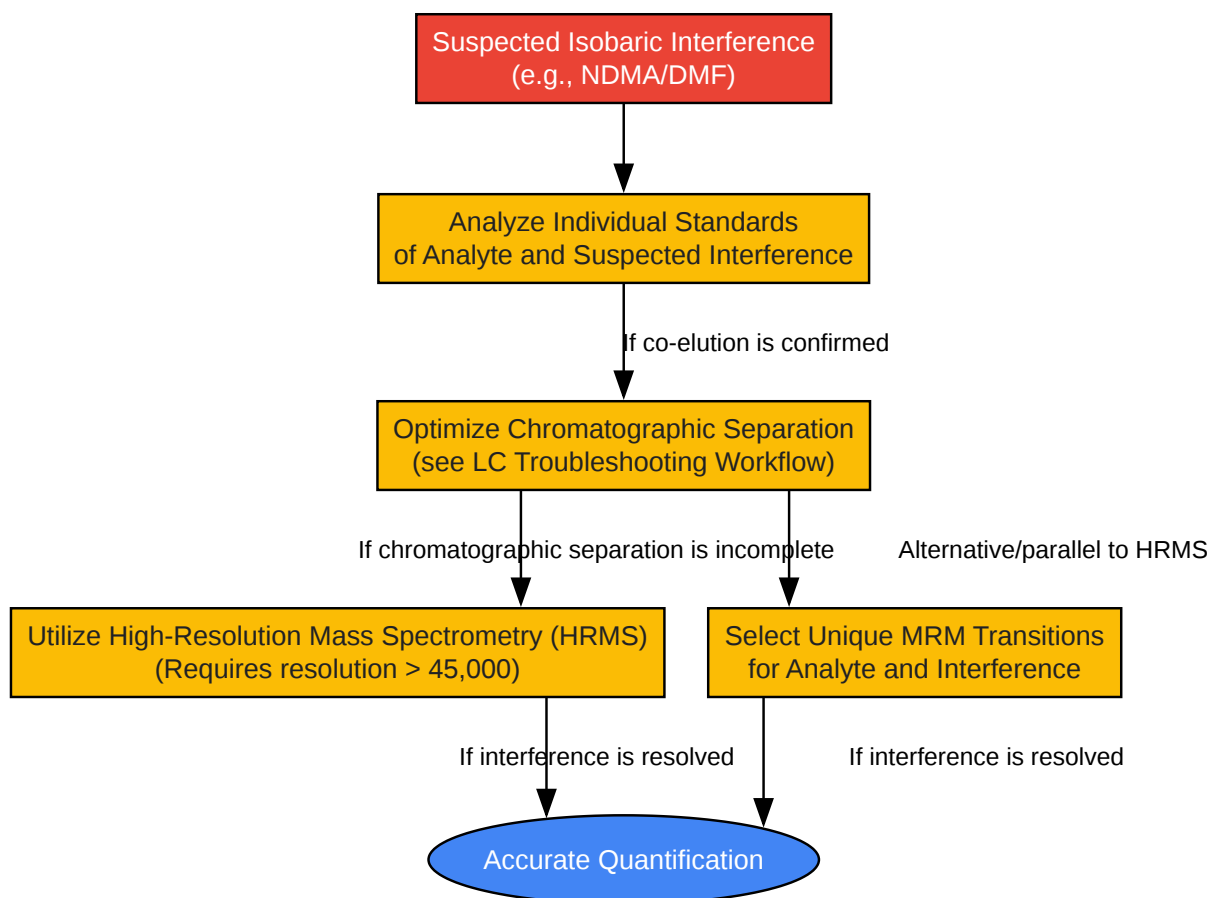 Suspected Isobaric Interference
(e.g., NDMA/DMF)
Analyze Individual Standards
of Analyte and Suspected Interference
If co-elution is confirmed
Optimize Chromatographic Separation
(see LC Troubleshooting Workflow)
If chromatographic separation is incomplete
Alternative/parallel to HRMS
Utilize High-Resolution Mass Spectrometry (HRMS)
(Requires resolution > 45,000)
Select Unique MRM Transitions
for Analyte and Interference
If interference is resolved
If interference is resolved
Accurate Quantification